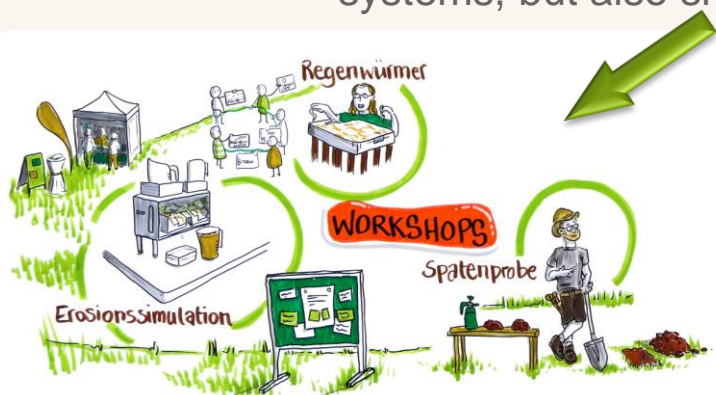 systems, but also
Regenwürmer
WORKSHOPS
Spatenprobe
Erosionssimulation